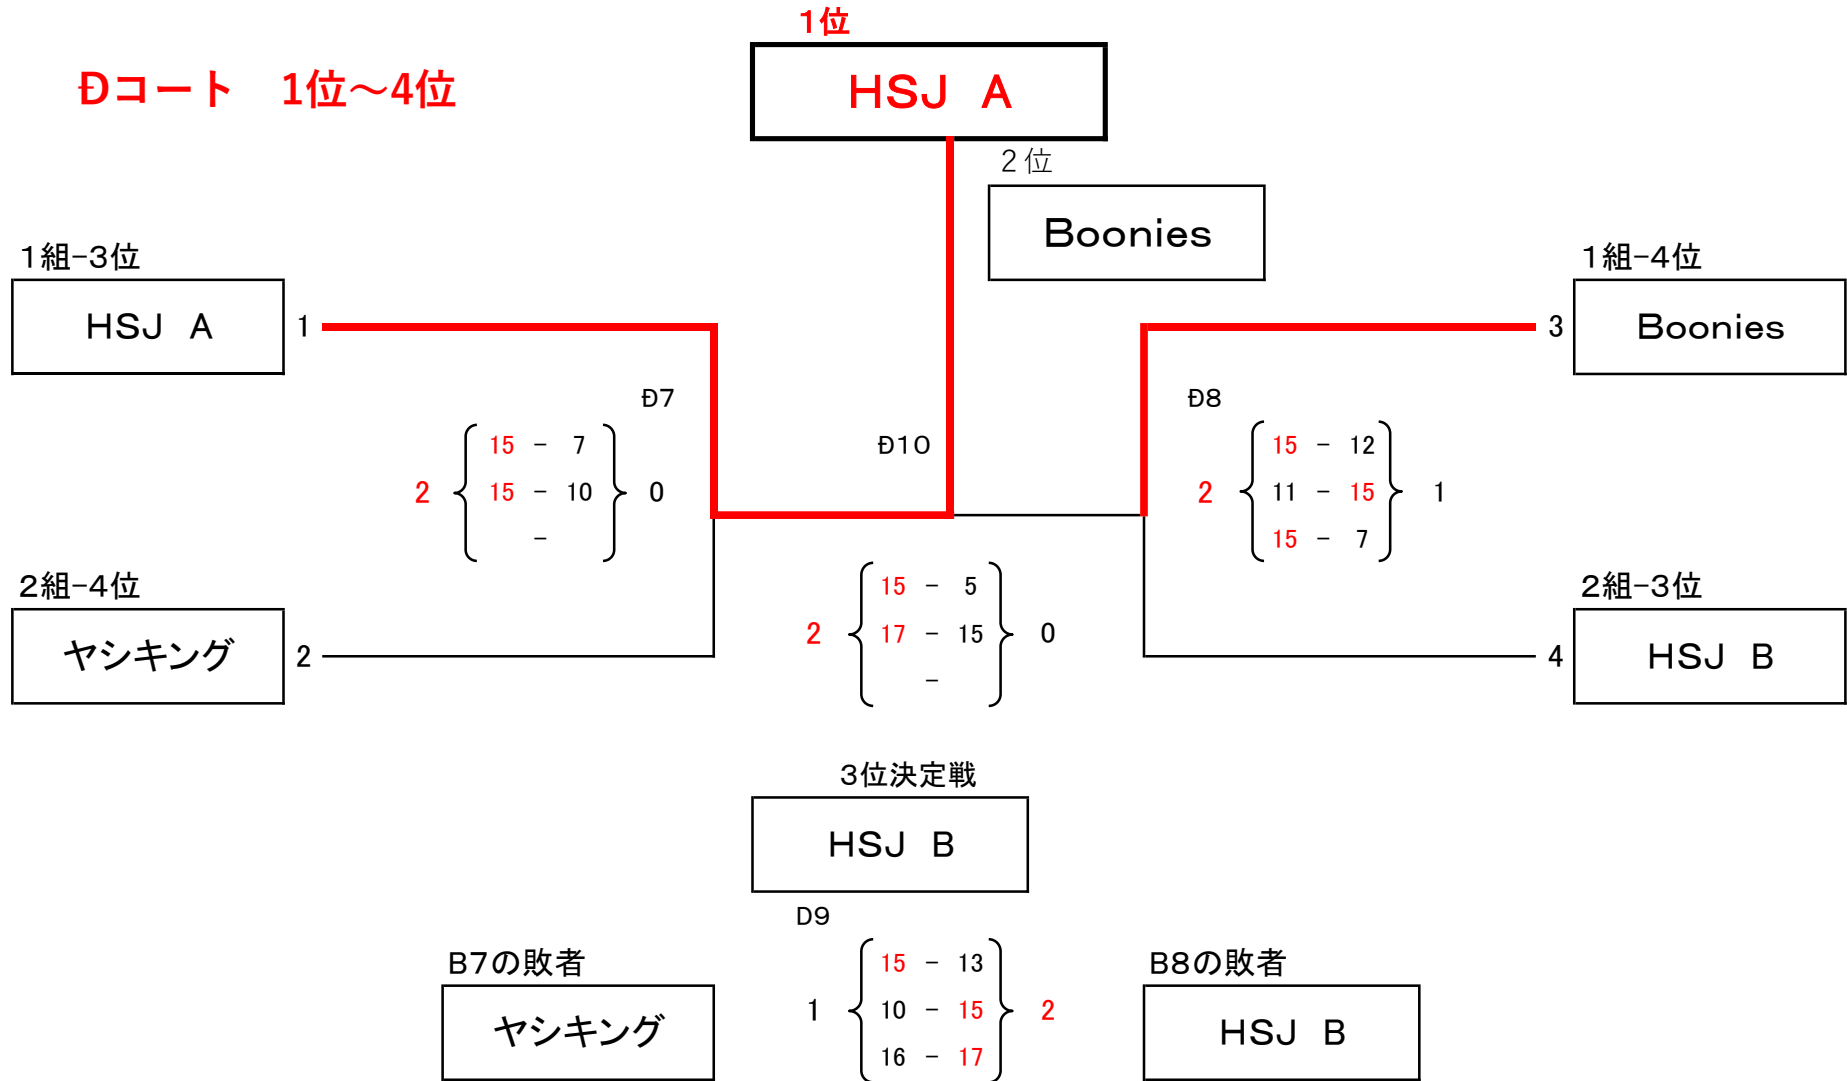 1位
Ðコート　1位～4位
HSJ　A
2位
Boonies
1組-3位
1組-4位
HSJ　A
1
3
Boonies
Ð7
Ð8
15 - 7
Ð10
15 - 12
2
15 - 10
0
2
11 - 15
1
-
15 - 7
2組-4位
2組-3位
15 - 5
ヤシキング
2
2
17 - 15
0
4
HSJ　B
-
3位決定戦
HSJ　B
D9
B7の敗者
15 - 13
B8の敗者
ヤシキング
1
10 - 15
2
HSJ　B
16 - 17